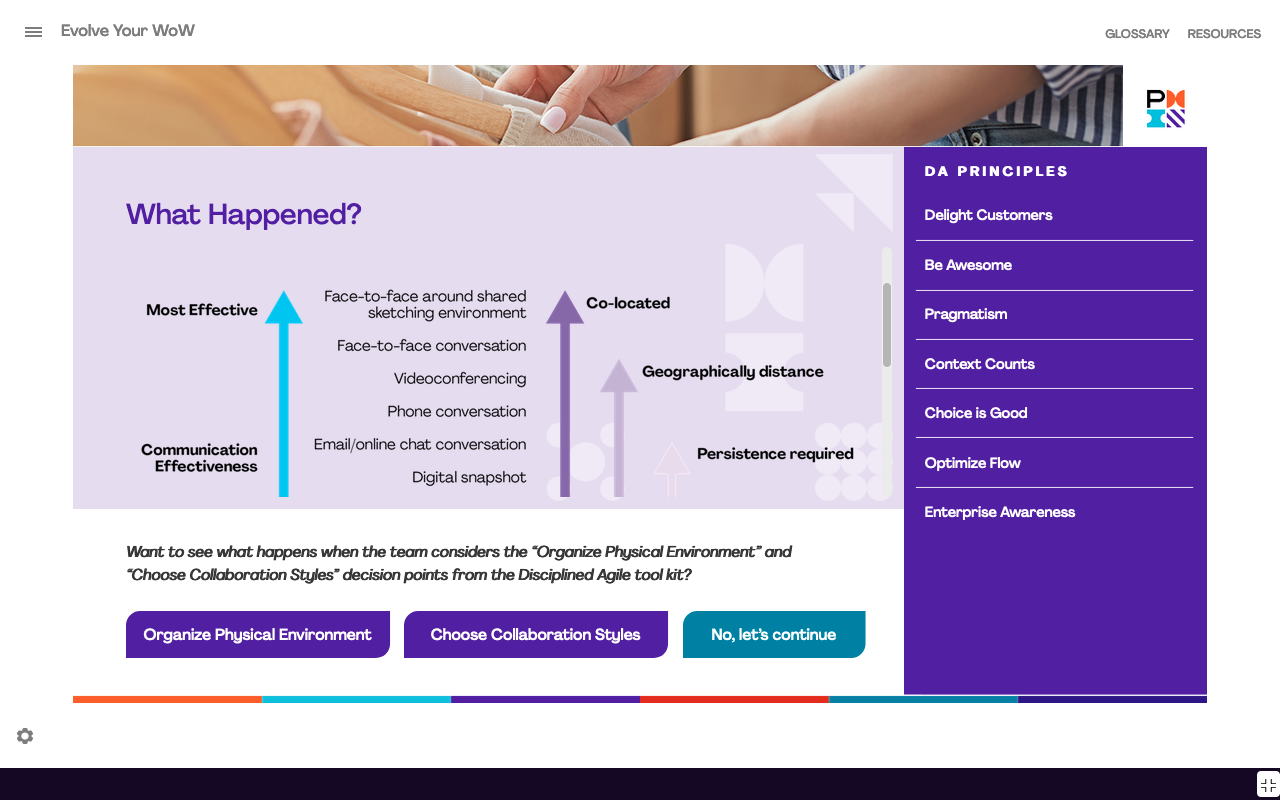 Evolve Your WoW
GLOSSARY
RESOURCES
What Happened?
Most Effective
Communication
Effectiveness
Face-to-face around shared
sketching environment
Face-to-face conversation
Videoconferencing
Phone conversation
Email/online chat conversation
Digital snapshot
Co-located
Geographically distance
Persistence required
Want to see what happens when the team considers the “Organize Physical Environment” and
“Choose Collaboration Styles” decision points from the Disciplined Agile tool kit?
Organize Physical Environment
Choose Collaboration Styles
No, let’s continue
DA PRINCIPLES
Delight Customers
Be Awesome
Pragmatism
Context Counts
Choice is Good
Optimize Flow
Enterprise Awareness